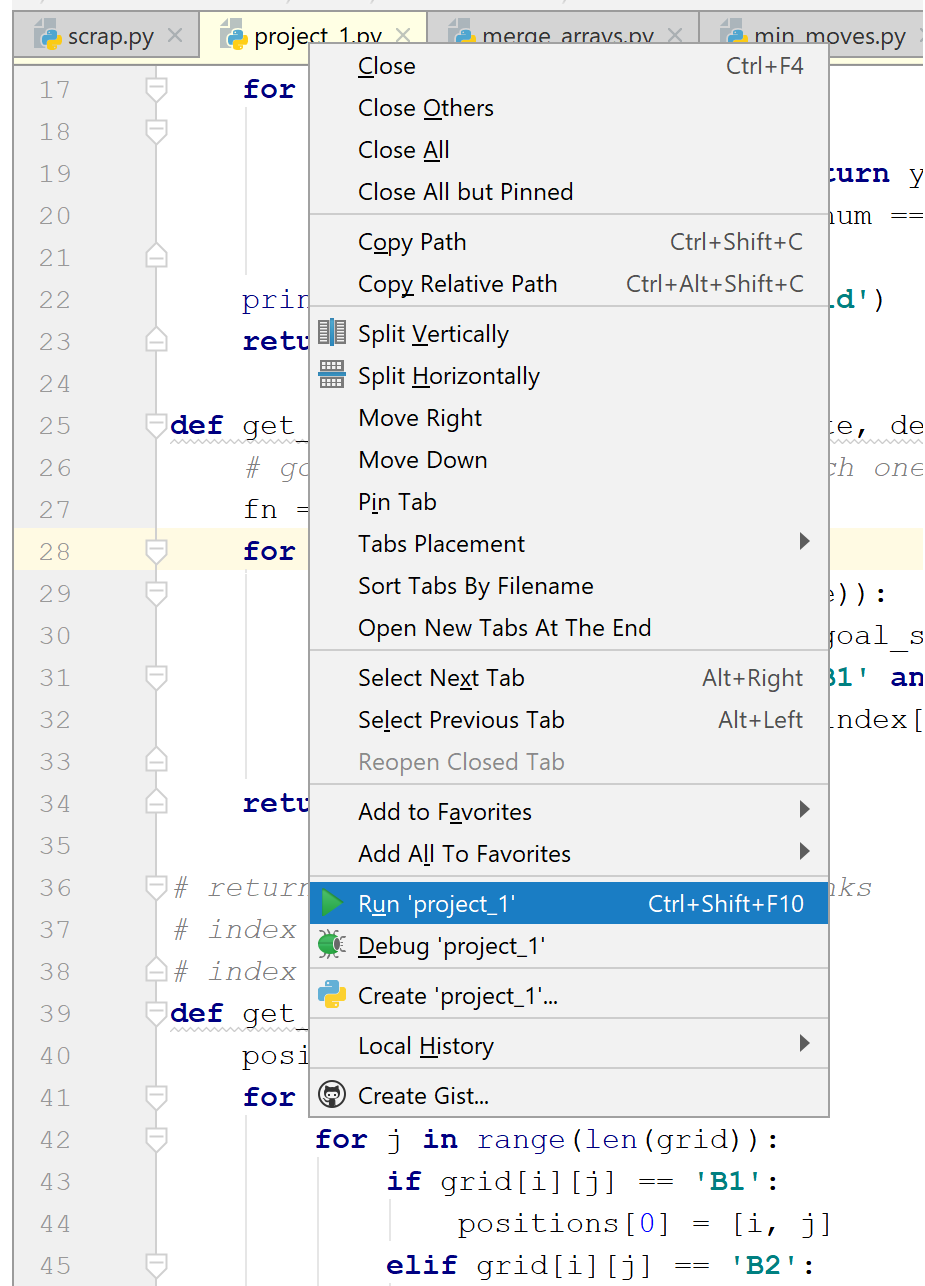 scrap.py project_1.py merge_arrays.py min_moves.py
Close Ctrl+F4
17 for
Close Others
18
Close All
19 turn y
Close All but Pinned
20 num ==
Copy Path Ctrl+Shift+C
21
Copy Relative Path Ctrl+Alt+Shift+C
22 prin id')
Split Vertically
23 retu
Split Horizontally
24
Move Right
25 def get_ te, de
Move Down
26 # go ch one
Pin Tab
27 fn =
Tabs Placement
28 for
Sort Tabs By Filename
29 e)):
Open New Tabs At The End
30 goal_s
Select Next Tab Alt+Right
31 B1' an
Select Previous Tab Alt+Left
32 index[
Reopen Closed Tab
33
Add to Favorites
34 retu
Add All To Favorites
35
Run 'project_1' Ctrl+Shift+F10
36 # return nks
Debug 'project_1'
37 # index
38 # index
Create 'project_1'...
39 def get_
Local History
40 posi
Create Gist...
41 for
42 for j in range(len(grid)):
43 if grid[i][j] == 'B1':
44 positions[0] = [i, j]
45 elif grid[i][j] == 'B2':